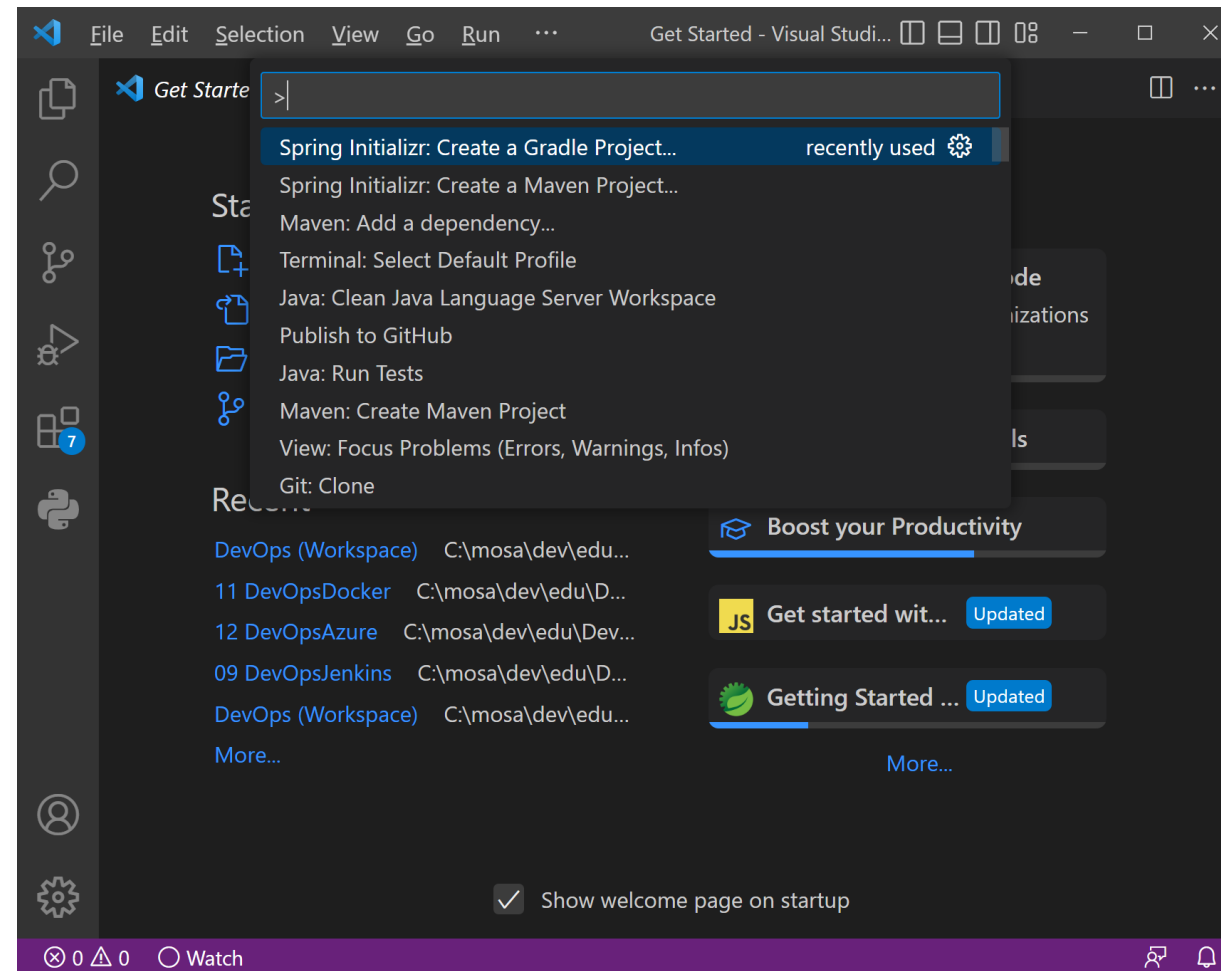 File Edit Selection View Go Run ··· Get Started - Visual Studi...
Get Starte
>
Spring Initializr: Create a Gradle Project... recently used
Spring Initializr: Create a Maven Project...
Maven: Add a dependency...
Terminal: Select Default Profile
Java: Clean Java Language Server Workspace
Publish to GitHub
Java: Run Tests
Maven: Create Maven Project
View: Focus Problems (Errors, Warnings, Infos)
Git: Clone
Sta
ode
izations
ls
7
Boost your Productivity
DevOps (Workspace) C:\mosa\dev\edu...
11 DevOpsDocker C:\mosa\dev\edu\D...
12 DevOpsAzure C:\mosa\dev\edu\Dev...
09 DevOpsJenkins C:\mosa\dev\edu\D...
DevOps (Workspace) C:\mosa\dev\edu...
More...
JS Get started wit... Updated
Getting Started ... Updated
More...
Show welcome page on startup
0 0 Watch